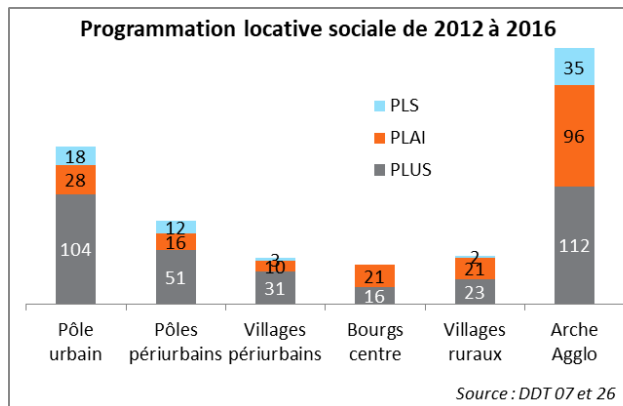 Programmation locative sociale de 2012 à 2016
PLS
PLAI
PLUS
18
28
104
12
16
51
3
10
31
21
16
2
21
23
35
96
112
Pôle
urbain
Pôles
périurbains
Villages
périurbains
Bourgs
centre
Villages
ruraux
Arche
Agglo
Source : DDT 07 et 26